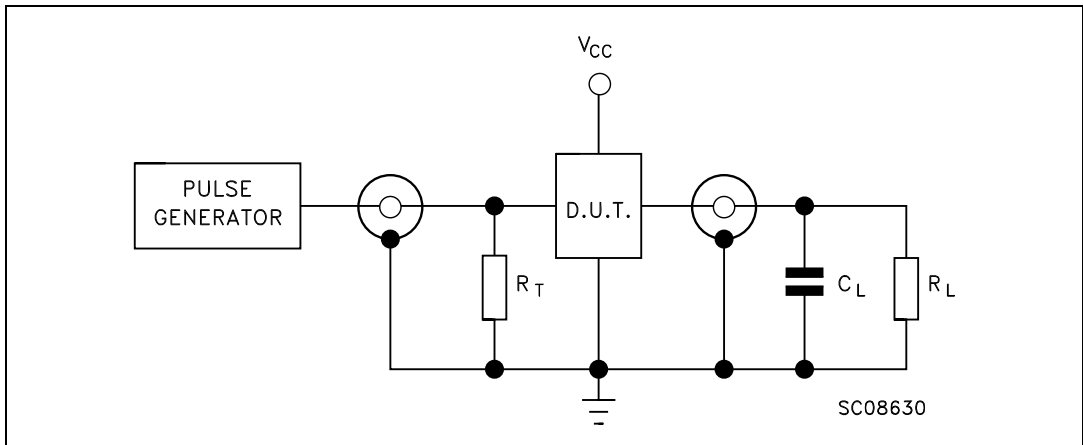 VCC
PULSE
GENERATOR
D.U.T.
RT
CL
RL
SC08630